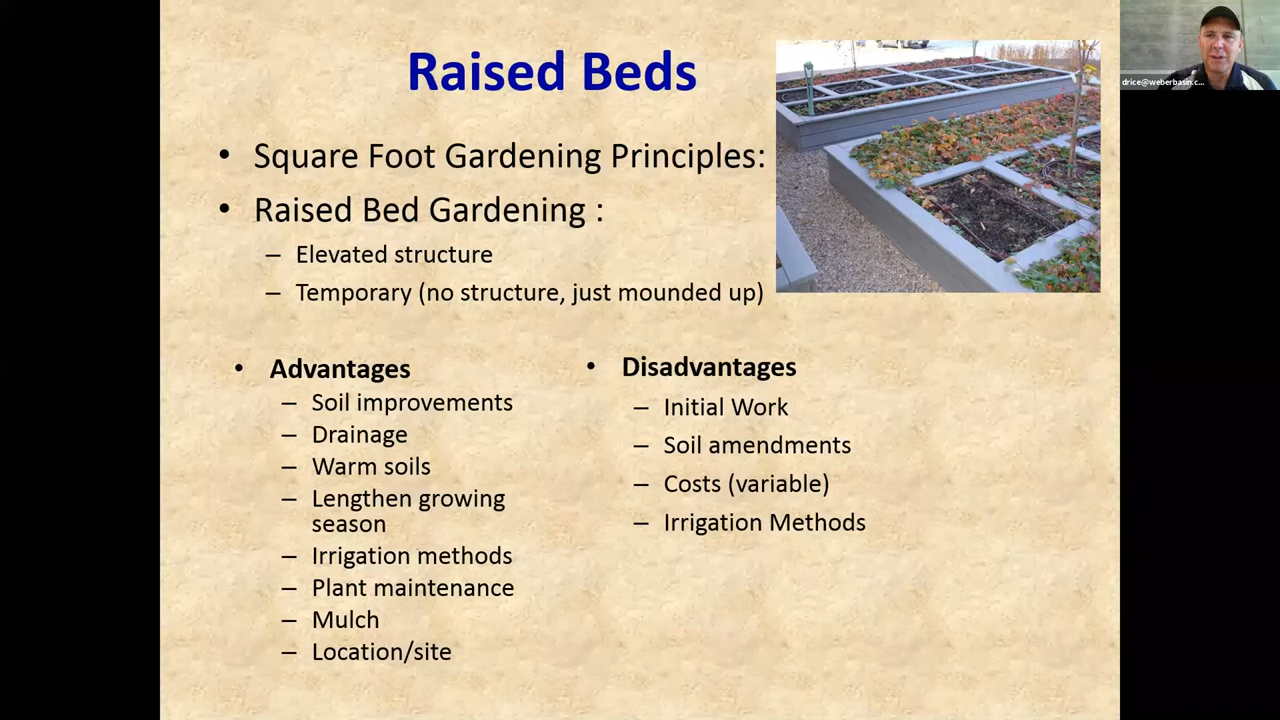 Raised Beds
• Square Foot Gardening Principles:
• Raised Bed Gardening :
– Elevated structure
– Temporary (no structure, just mounded up)
• Advantages
– Soil improvements
– Drainage
– Warm soils
– Lengthen growing
season
– Irrigation methods
– Plant maintenance
– Mulch
– Location/site
• Disadvantages
– Initial Work
– Soil amendments
– Costs (variable)
– Irrigation Methods
drice@weberbasin.c...